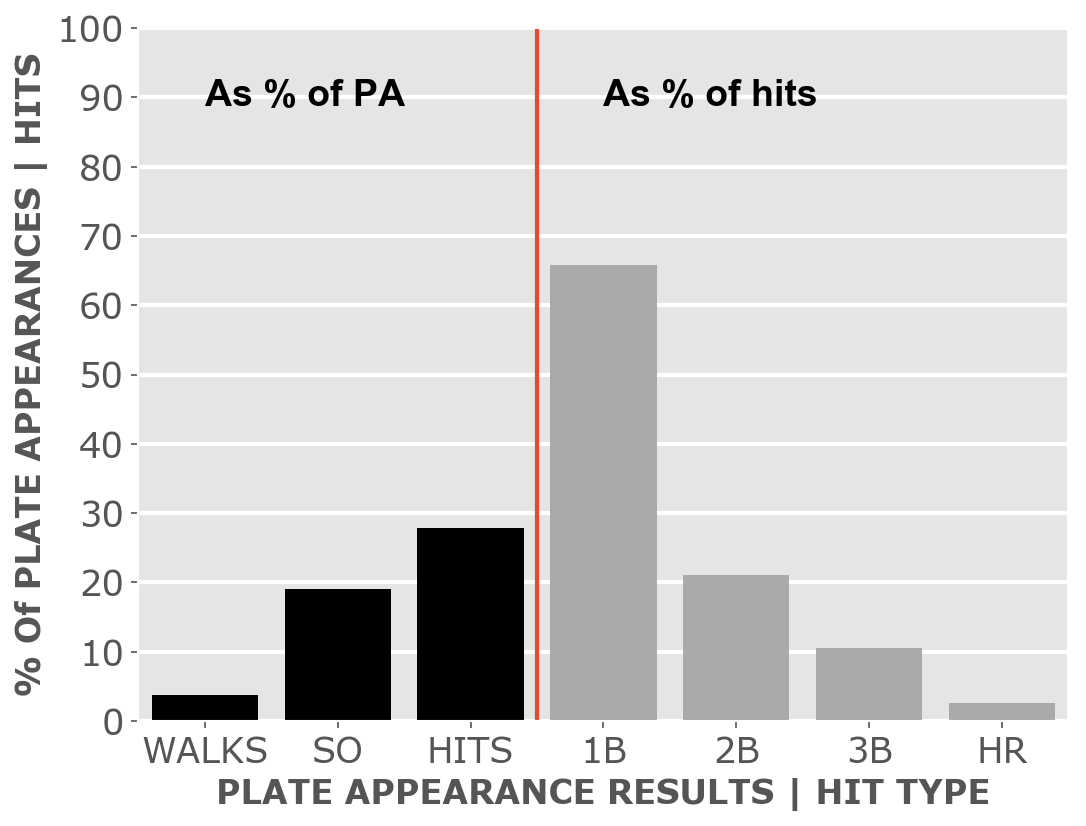 100
90
80
70
60
50
40
30
20
10
0
% Of PLATE APPEARANCES | HITS
As % of PA
As % of hits
WALKS SO HITS 1B 2B 3B HR
PLATE APPEARANCE RESULTS | HIT TYPE